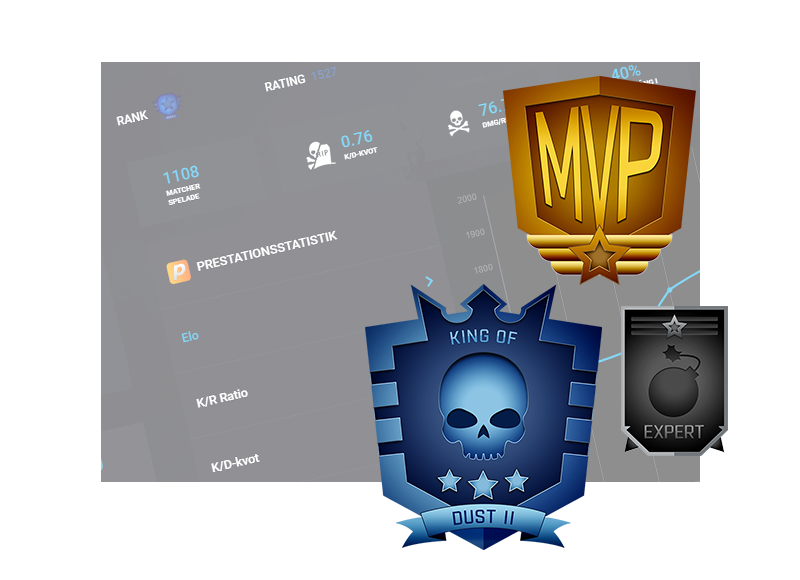 RANK
RATING 1527
40%
1108
MATCHER
SPELADE
RIP
0.76
K/D-KVOT
76.
DMG/R
MVP
PRESTATIONSSTATISTIK
P
2000
1900
1800
Elo
K/R Ratio
K/D-kvot
KING OF
DUST II
EXPERT